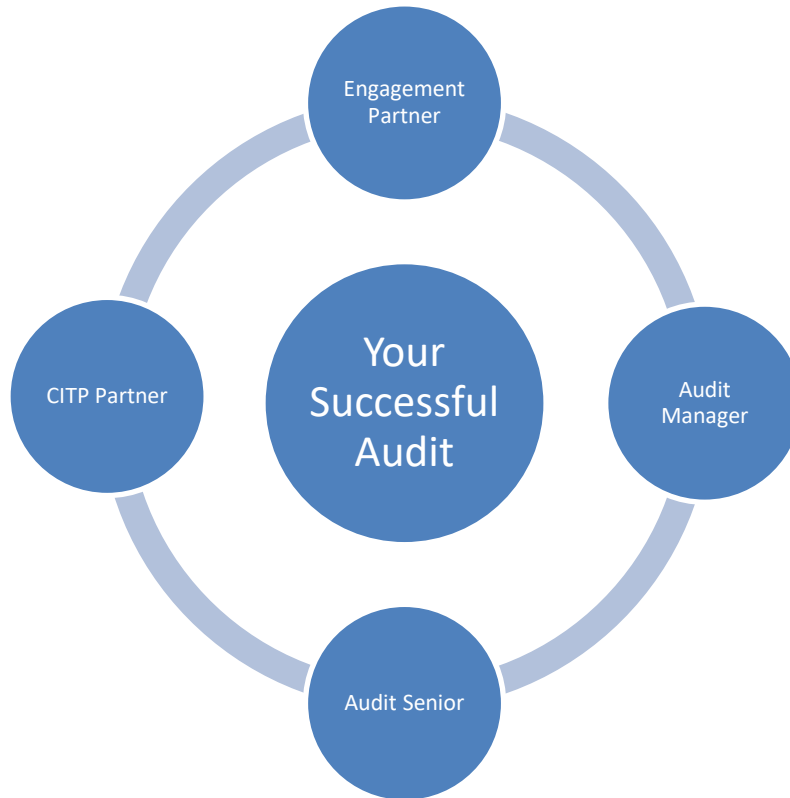 Engagement
Partner
CITP Partner
Your
Successful
Audit
Audit
Manager
Audit Senior